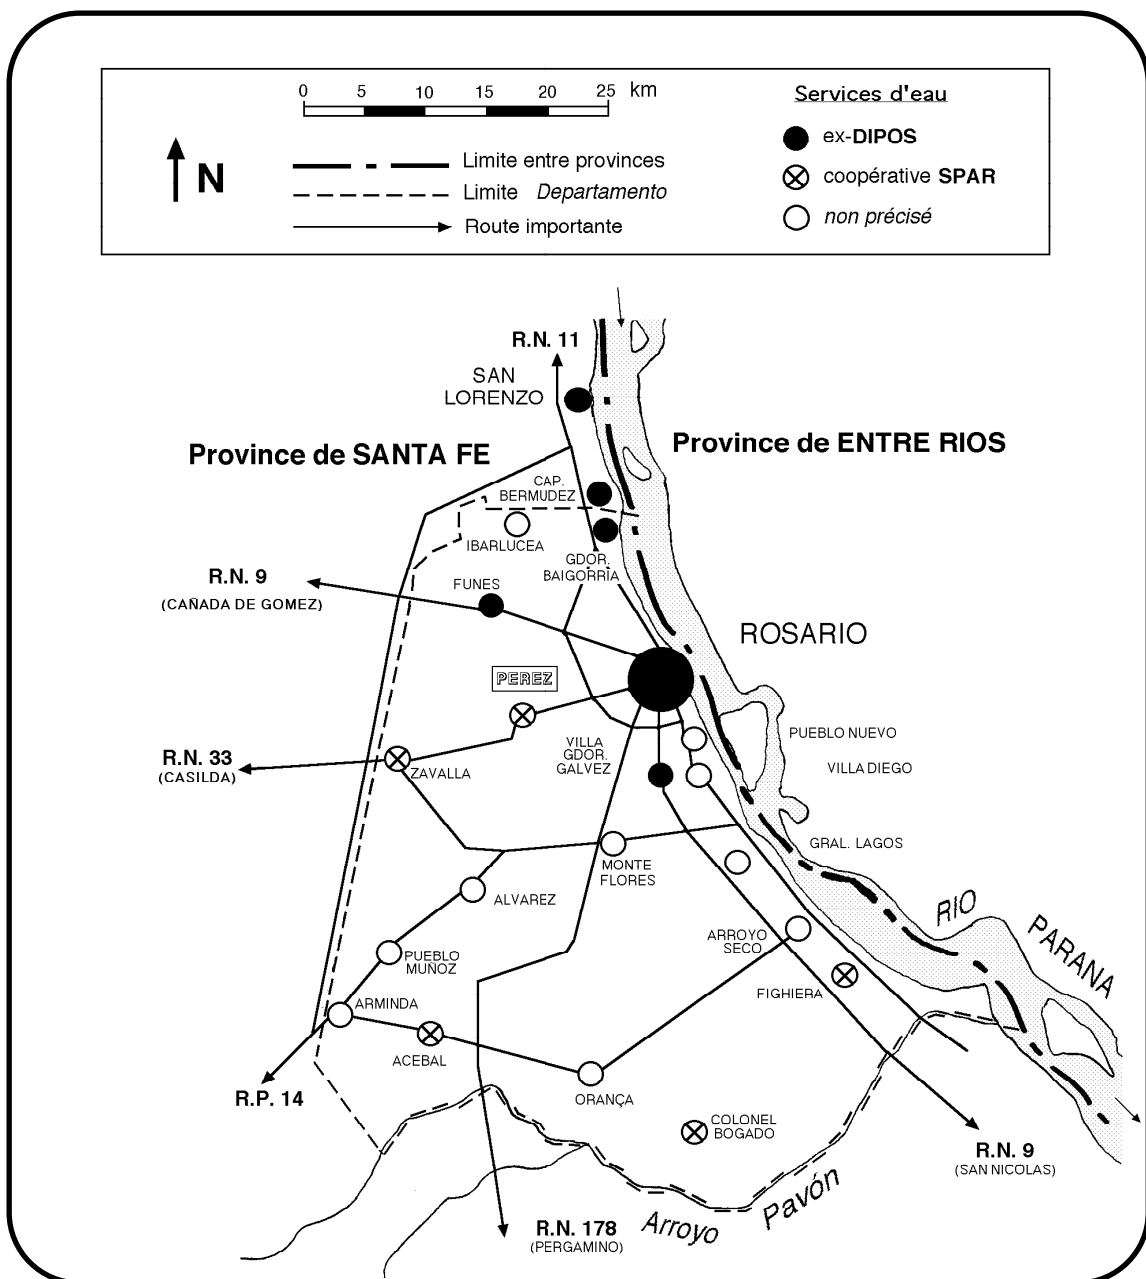 0 5 10 15 20 25 km
N
Limite entre provinces
Limite Departamento
Route importante
Services d'eau
ex-DIPOS
coopérative SPAR
non précisé
R.N. 11
SAN
LORENZO
Province de SANTA FE
Province de ENTRE RIOS
CAP.
BERMUDEZ
IBARLUCEA
GDOR.
BAIGORRIA
R.N. 9
(CAÑADA DE GOMEZ)
FUNES
ROSARIO
PEREZ
R.N. 33
(CASILDA)
ZAVALLA
VILLA
GDOR.
GALVEZ
PUEBLO NUEVO
VILLA DIEGO
GRAL. LAGOS
MONTE
FLORES
ALVAREZ
RIO
PARANA
ARROYO
SECO
PUEBLO
MUÑOZ
FIGHIERA
ARMINDA
ACEBAL
R.P. 14
ORANÇA
COLONEL
BOGADO
R.N. 9
(SAN NICOLAS)
Arroyo Pavón
R.N. 178
(PERGAMINO)